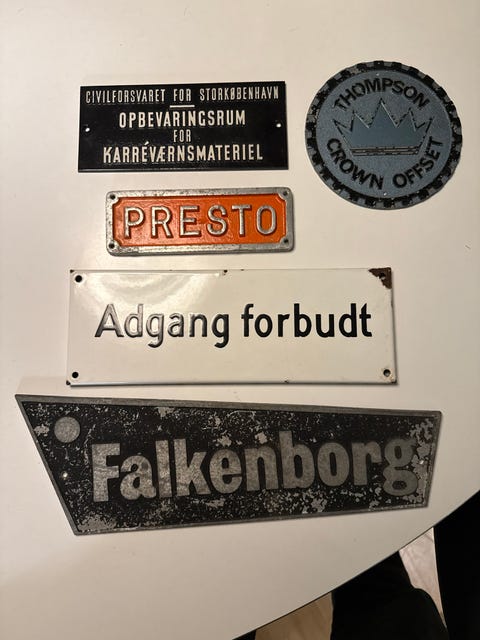 CIVILFORSVARET FOR STORKØBENHAVN
OPBEVARINGSRUM
FOR
KARRÉVÆRNSMATERIEL
THOMPSON
CROWN OFFSET
PRESTO
Adgang forbudt
Falkenborg